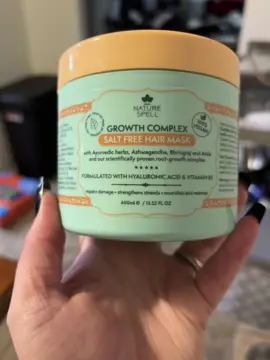 NATURE
SPELL
GROWTH COMPLEX
SALT FREE HAIR MASK
with Ayurvedic herbs, Ashwagandha, Bhringraj and Amla
and our scientifically proven root-growth complex
FORMULATED WITH HYALURONIC ACID & VITAMIN B5
repairs damage • strengthens strands • nourishes and moisturises